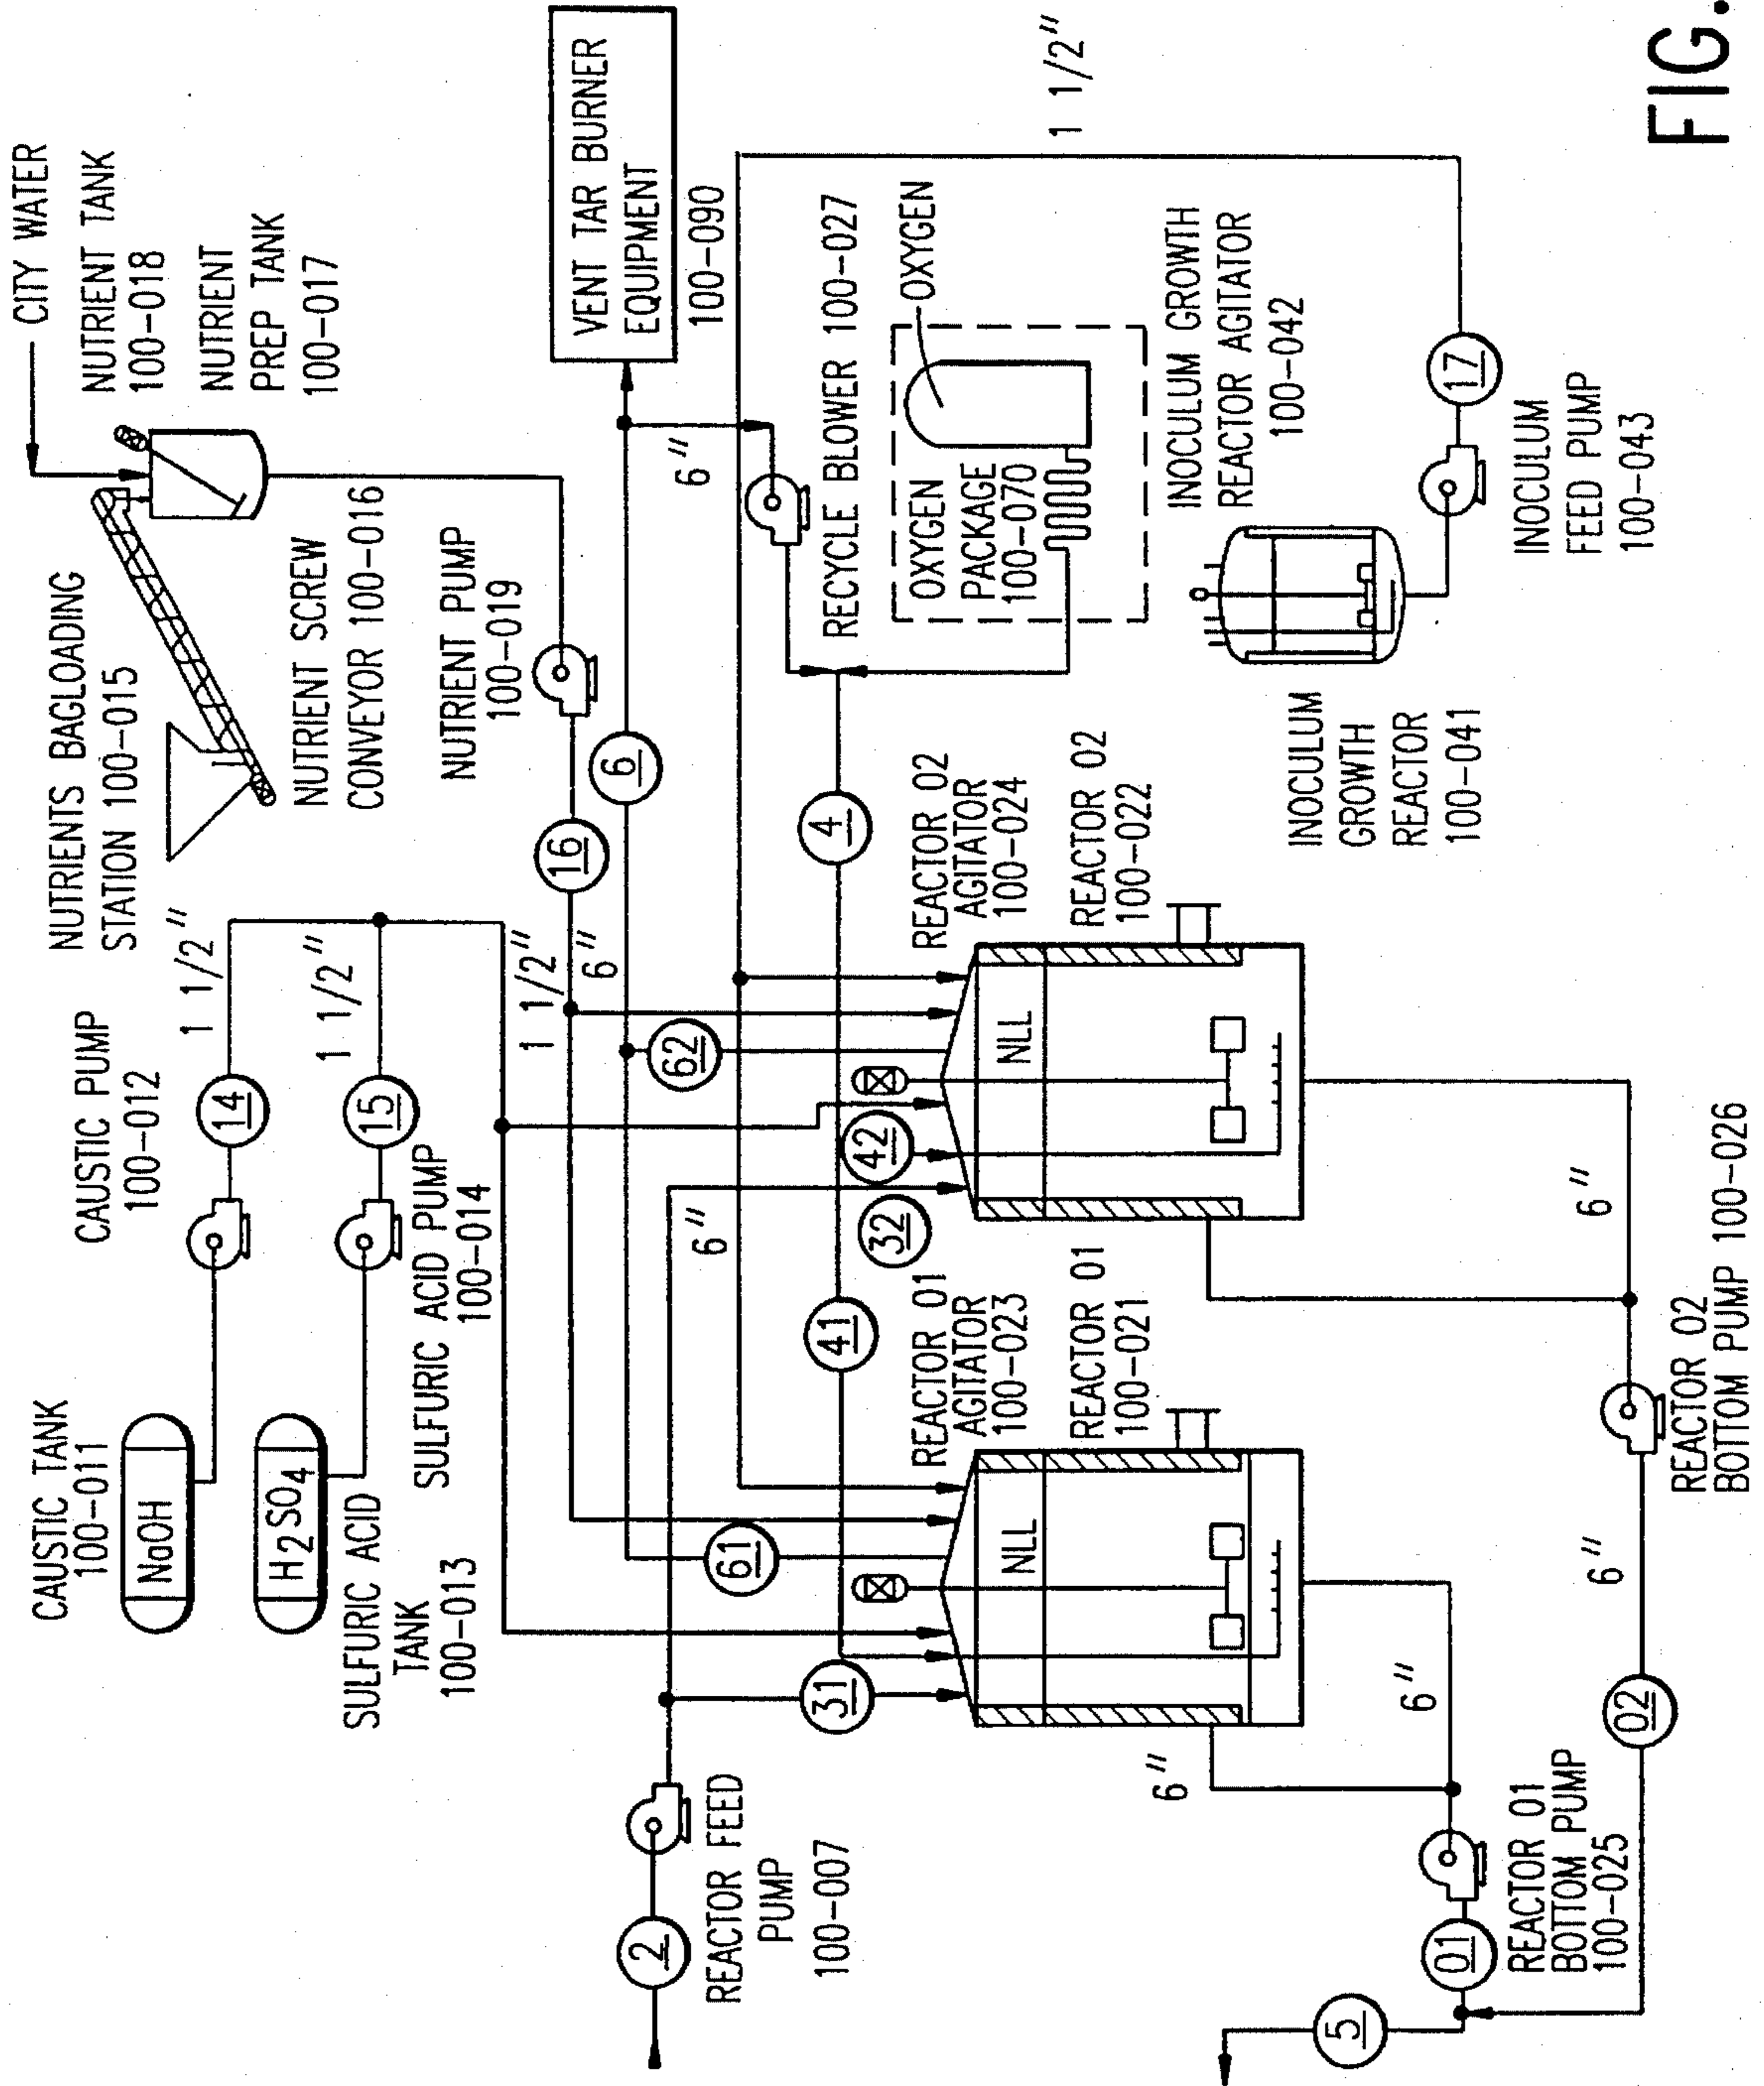 CITY WATER
NUTRIENT TANK
100-018
NUTRIENT
PREP TANK
100-017
NUTRIENTS BAGLOADING
STATION 100-015
NUTRIENT SCREW
CONVEYOR 100-016
NUTRIENT PUMP
100-019
CAUSTIC TANK
100-011
NaOH
CAUSTIC PUMP
100-012
14
1 1/2"
H2SO4
SULFURIC ACID
TANK
100-013
SULFURIC ACID PUMP
100-014
15
1 1/2"
1 1/2"
16
6"
6
VENT TAR BURNER
EQUIPMENT
100-090
6"
RECYCLE BLOWER 100-027
OXYGEN
OXYGEN
PACKAGE
100-070
1 1/2"
4
2
REACTOR FEED
PUMP
100-007
31
61
41
6"
32
42
62
REACTOR 01
AGITATOR
100-023
REACTOR 01
100-021
NLL
REACTOR 02
AGITATOR
100-024
REACTOR 02
100-022
NLL
INOCULUM GROWTH
REACTOR AGITATOR
100-042
INOCULUM
GROWTH
REACTOR
100-041
17
INOCULUM
FEED PUMP
100-043
6"
6"
6"
5
01
REACTOR 01
BOTTOM PUMP
100-025
02
6"
REACTOR 02
BOTTOM PUMP 100-026
FIG.